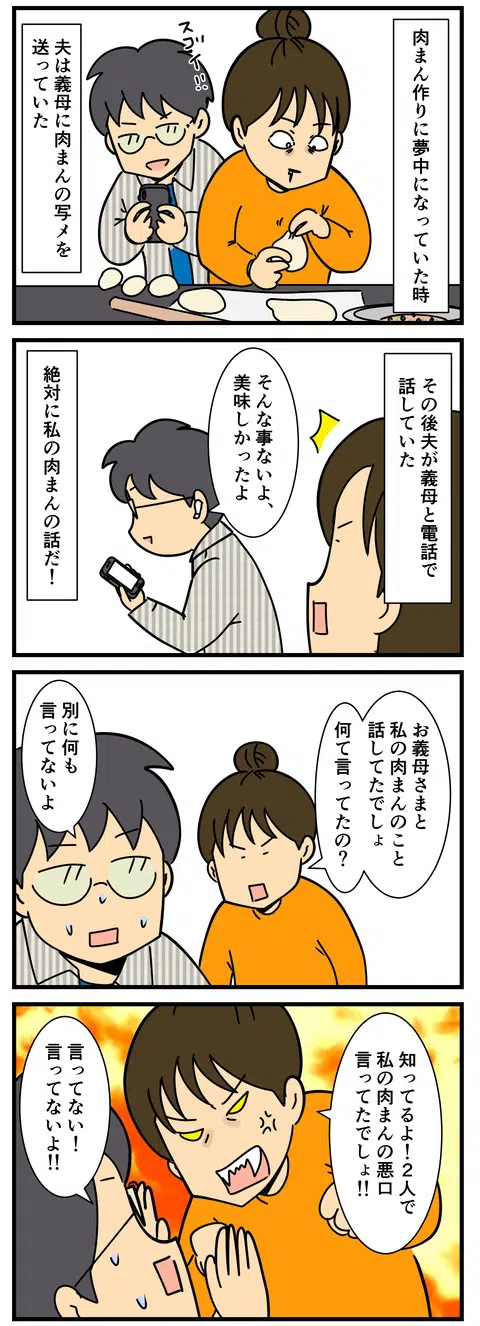 肉まん作りに夢中になっていた時
スゴイ!!
夫は義母に肉まんの写メを
送っていた
その後夫が義母と電話で
話していた
そんな事ないよ、
美味しかったよ
絶対に私の肉まんの話だ！
お義母さまと
私の肉まんのこと
話してたでしょ
何て言ってたの？
別に何も
言ってないよ
知ってるよ！２人で
私の肉まんの悪口
言ってたでしょ!!
言ってない！
言ってないよ!!